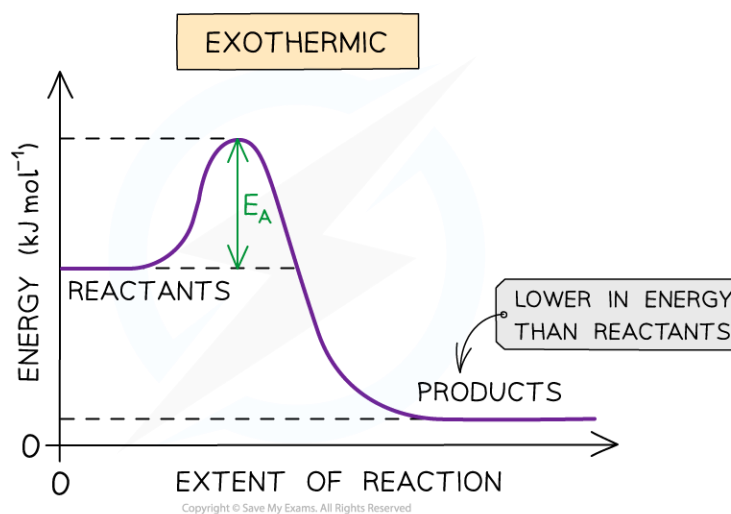 EXOTHERMIC
ENERGY (kJ mol⁻¹)
E_A
REACTANTS
LOWER IN ENERGY
THAN REACTANTS
PRODUCTS
0
0
EXTENT OF REACTION
Copyright © Save My Exams. All Rights Reserved